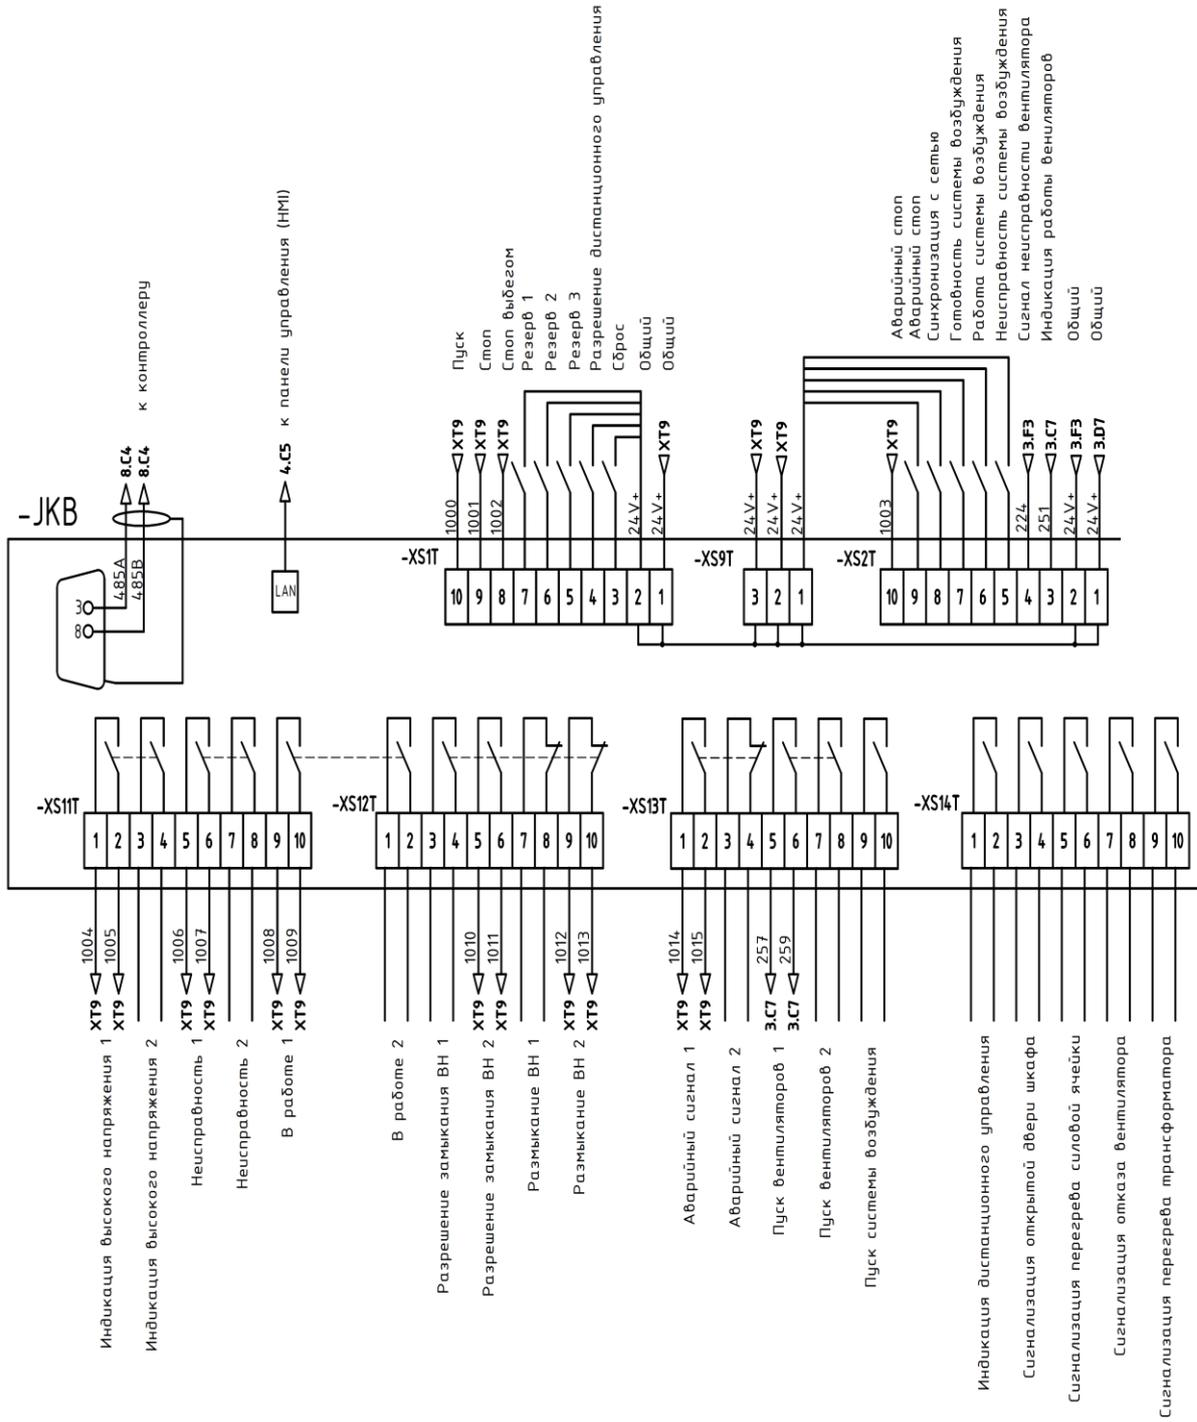 -JKB
485A
485B
3
8
8.C4
8.C4
к контроллеру
LAN
4.C5
к панели управления (HMI)
-XS1T
10
9
8
7
6
5
4
3
2
1
1000
1001
1002
24V+
24V+
XT9
XT9
XT9
XT9
Пуск
Стоп
Стоп выбегом
Резерв 1
Резерв 2
Резерв 3
Разрешение дистанционного управления
Сброс
Общий
Общий
-XS9T
3
2
1
24V+
24V+
24V+
XT9
XT9
-XS2T
10
9
8
7
6
5
4
3
2
1
1003
224
251
24V+
24V+
XT9
3.F3
3.C7
3.F3
3.D7
Аварийный стоп
Аварийный стоп
Синхронизация с сетью
Готовность системы возбуждения
Работа системы возбуждения
Неисправность системы возбуждения
Сигнал неисправности вентилятора
Индикация работы вениляторов
Общий
Общий
-XS11T
1
2
3
4
5
6
7
8
9
10
1004
1005
1006
1007
1008
1009
XT9
XT9
XT9
XT9
XT9
XT9
Индикация высокого напряжения 1
Индикация высокого напряжения 2
Неисправность 1
Неисправность 2
В работе 1
-XS12T
1
2
3
4
5
6
7
8
9
10
1010
1011
1012
1013
XT9
XT9
XT9
XT9
В работе 2
Разрешение замыкания ВН 1
Разрешение замыкания ВН 2
Размыкание ВН 1
Размыкание ВН 2
-XS13T
1
2
3
4
5
6
7
8
9
10
1014
1015
257
259
XT9
XT9
3.C7
3.C7
Аварийный сигнал 1
Аварийный сигнал 2
Пуск вентиляторов 1
Пуск вентиляторов 2
Пуск системы возбуждения
-XS14T
1
2
3
4
5
6
7
8
9
10
Индикация дистанционного управления
Сигнализация открытой двери шкафа
Сигнализация перегрева силовой ячейки
Сигнализация отказа вентилятора
Сигнализация перегрева трансформатора